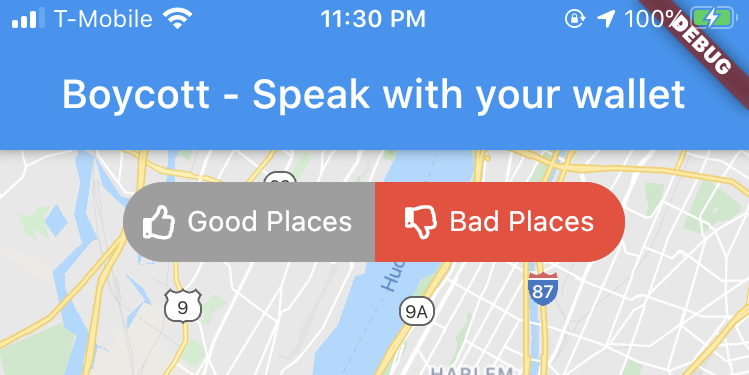 T-Mobile 11:30 PM 100%
DEBUG
Boycott - Speak with your wallet
Good Places Bad Places
Hud
9
9A
87
HARLEM